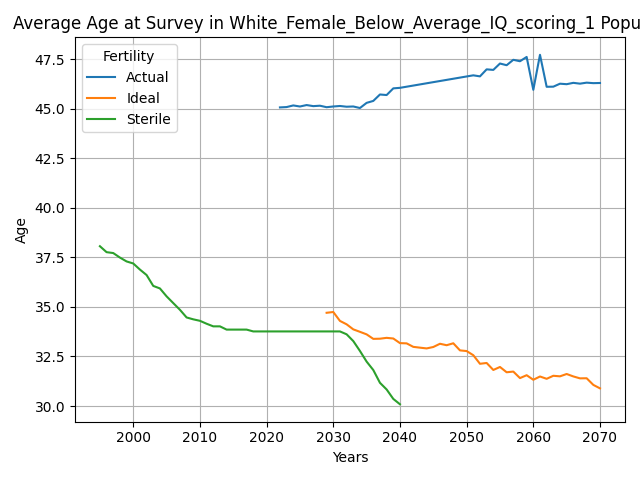 Average Age at Survey in White_Female_Below_Average_IQ_scoring_1 Popu
Fertility
Actual
Ideal
Sterile
47.5
45.0
42.5
40.0
37.5
35.0
32.5
30.0
Age
2000 2010 2020 2030 2040 2050 2060 2070
Years